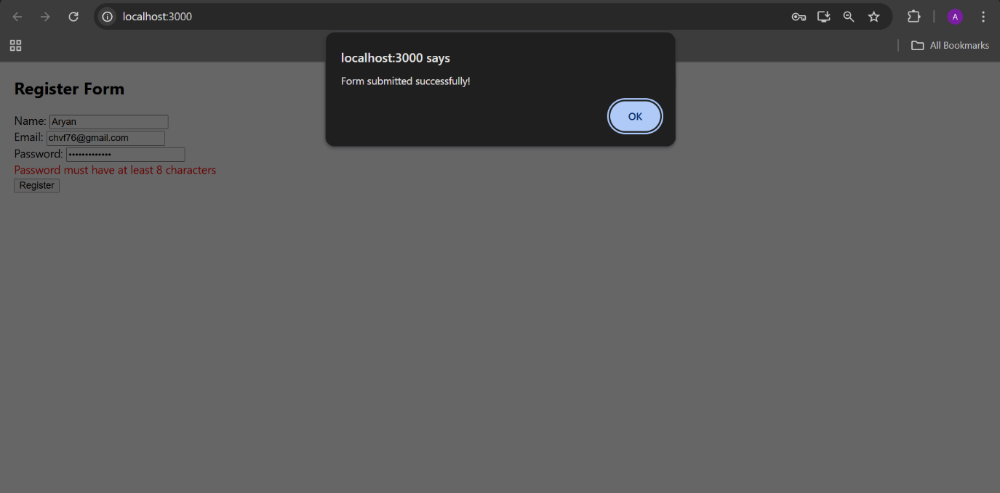 localhost:3000
A
All Bookmarks
localhost:3000 says
Form submitted successfully!
OK
Register Form
Name: Aryan
Email: chvf76@gmail.com
Password: •••••••••••••
Password must have at least 8 characters
Register